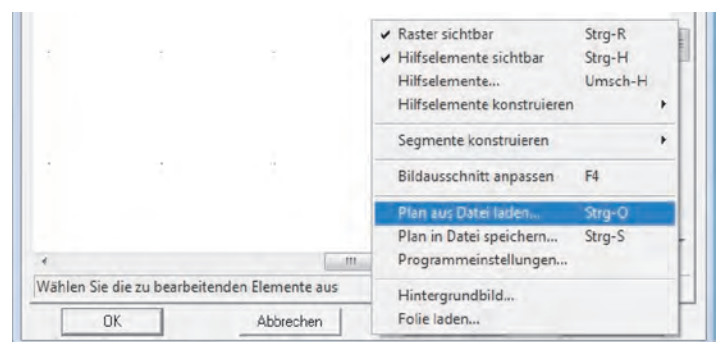 Raster sichtbar Strg-R
Hilfselemente sichtbar Strg-H
Hilfselemente... Umsch-H
Hilfselemente konstruieren
Segmente konstruieren
Bildausschnitt anpassen F4
Plan aus Datei laden... Strg-O
Plan in Datei speichern... Strg-S
Programmeinstellungen...
Hintergrundbild...
Folie laden...
Wählen Sie die zu bearbeitenden Elemente aus
OK Abbrechen